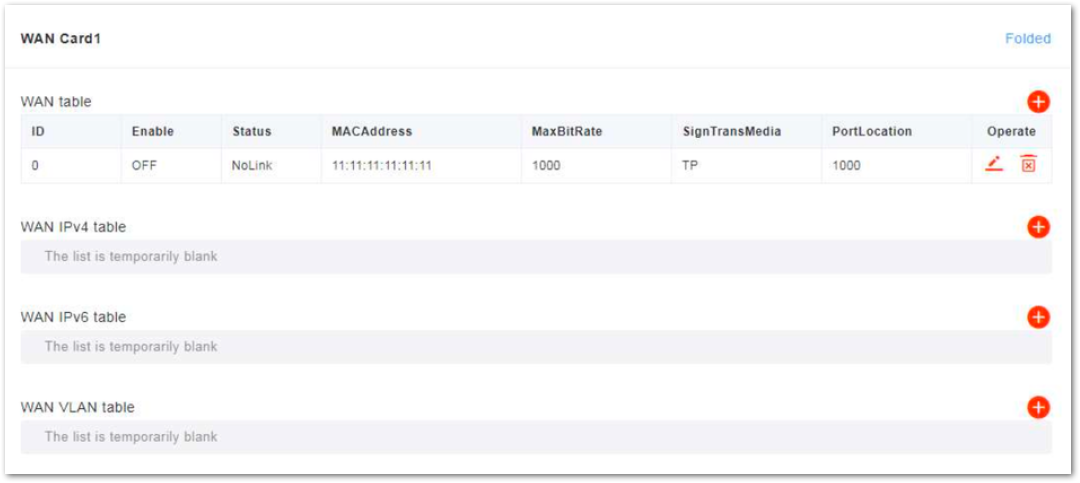 WAN Card1 Folded
WAN table
ID Enable Status MACAddress MaxBitRate SignTransMedia PortLocation Operate
0 OFF NoLink 11:11:11:11:11:11 1000 TP 1000
WAN IPv4 table
The list is temporarily blank
WAN IPv6 table
The list is temporarily blank
WAN VLAN table
The list is temporarily blank